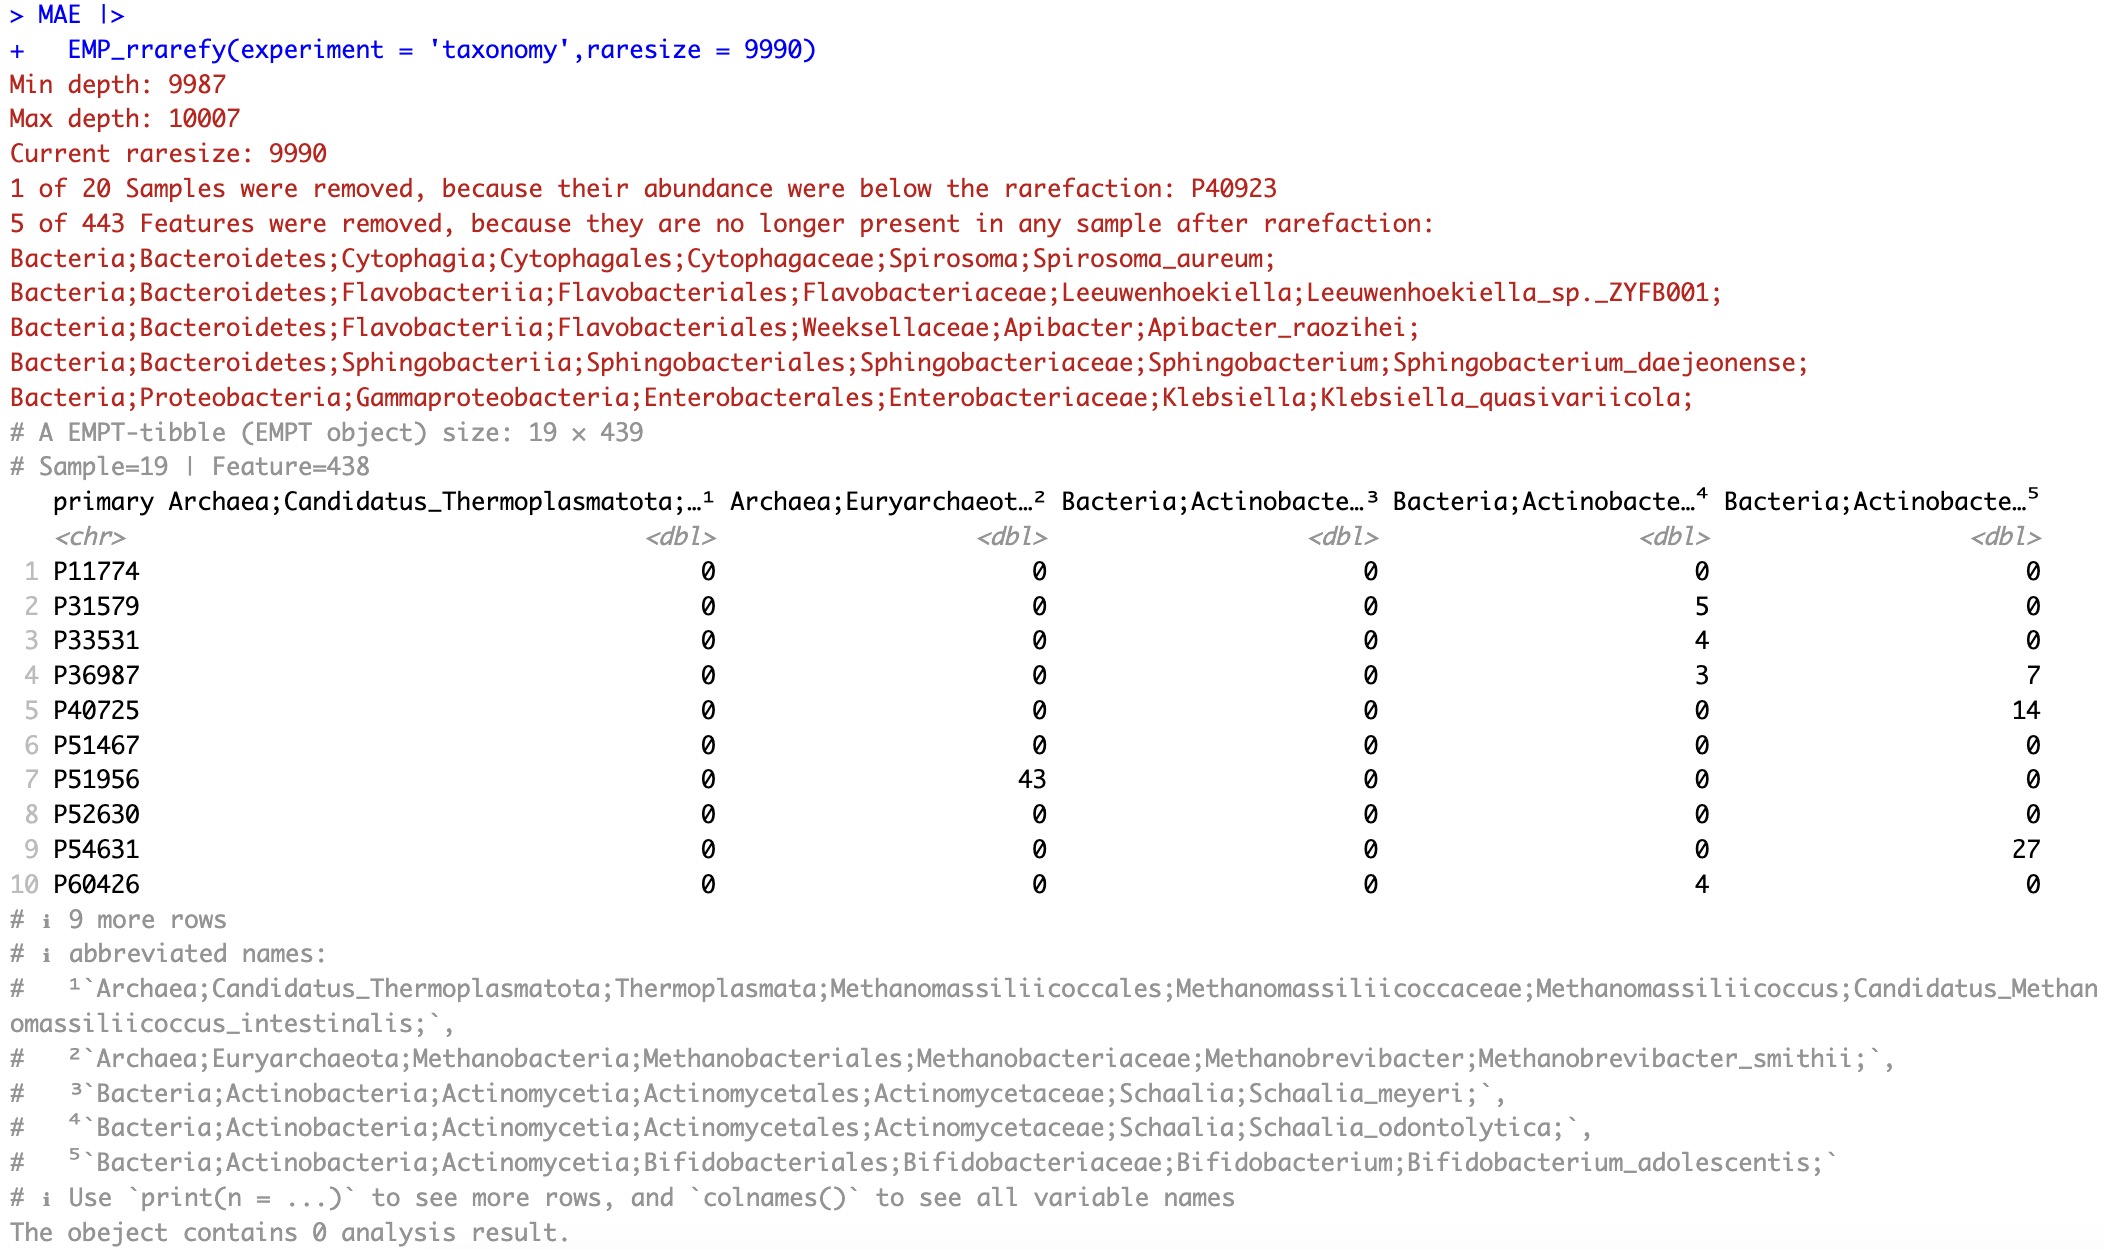 > MAE |>
+   EMP_rrarefy(experiment = 'taxonomy',raresize = 9990)
Min depth: 9987
Max depth: 10007
Current raresize: 9990
1 of 20 Samples were removed, because their abundance were below the rarefaction: P40923
5 of 443 Features were removed, because they are no longer present in any sample after rarefaction:
Bacteria;Bacteroidetes;Cytophagia;Cytophagales;Cytophagaceae;Spirosoma;Spirosoma_aureum;
Bacteria;Bacteroidetes;Flavobacteriia;Flavobacteriales;Flavobacteriaceae;Leeuwenhoekiella;Leeuwenhoekiella_sp._ZYFB001;
Bacteria;Bacteroidetes;Flavobacteriia;Flavobacteriales;Weeksellaceae;Apibacter;Apibacter_raozihei;
Bacteria;Bacteroidetes;Sphingobacteriia;Sphingobacteriales;Sphingobacteriaceae;Sphingobacterium;Sphingobacterium_daejeonense;
Bacteria;Proteobacteria;Gammaproteobacteria;Enterobacterales;Enterobacteriaceae;Klebsiella;Klebsiella_quasivariicola;
# A EMPT-tibble (EMPT object) size: 19 × 439
# Sample=19 | Feature=438
   primary Archaea;Candidatus_Thermoplasmatota;…¹ Archaea;Euryarchaeot…² Bacteria;Actinobacte…³ Bacteria;Actinobacte…⁴ Bacteria;Actinobacte…⁵
   <chr>                                    <dbl>                  <dbl>                  <dbl>                  <dbl>                  <dbl>
 1 P11774                                       0                      0                      0                      0                      0
 2 P31579                                       0                      0                      0                      5                      0
 3 P33531                                       0                      0                      0                      4                      0
 4 P36987                                       0                      0                      0                      3                      7
 5 P40725                                       0                      0                      0                      0                     14
 6 P51467                                       0                      0                      0                      0                      0
 7 P51956                                       0                     43                      0                      0                      0
 8 P52630                                       0                      0                      0                      0                      0
 9 P54631                                       0                      0                      0                      0                     27
10 P60426                                       0                      0                      0                      4                      0
# ℹ 9 more rows
# ℹ abbreviated names:
#   ¹`Archaea;Candidatus_Thermoplasmatota;Thermoplasmata;Methanomassiliicoccales;Methanomassiliicoccaceae;Methanomassiliicoccus;Candidatus_Methan
omassiliicoccus_intestinalis;`,
#   ²`Archaea;Euryarchaeota;Methanobacteria;Methanobacteriales;Methanobacteriaceae;Methanobrevibacter;Methanobrevibacter_smithii;`,
#   ³`Bacteria;Actinobacteria;Actinomycetia;Actinomycetales;Actinomycetaceae;Schaalia;Schaalia_meyeri;`,
#   ⁴`Bacteria;Actinobacteria;Actinomycetia;Actinomycetales;Actinomycetaceae;Schaalia;Schaalia_odontolytica;`,
#   ⁵`Bacteria;Actinobacteria;Actinomycetia;Bifidobacteriales;Bifidobacteriaceae;Bifidobacterium;Bifidobacterium_adolescentis;`
# ℹ Use `print(n = ...)` to see more rows, and `colnames()` to see all variable names
The obeject contains 0 analysis result.